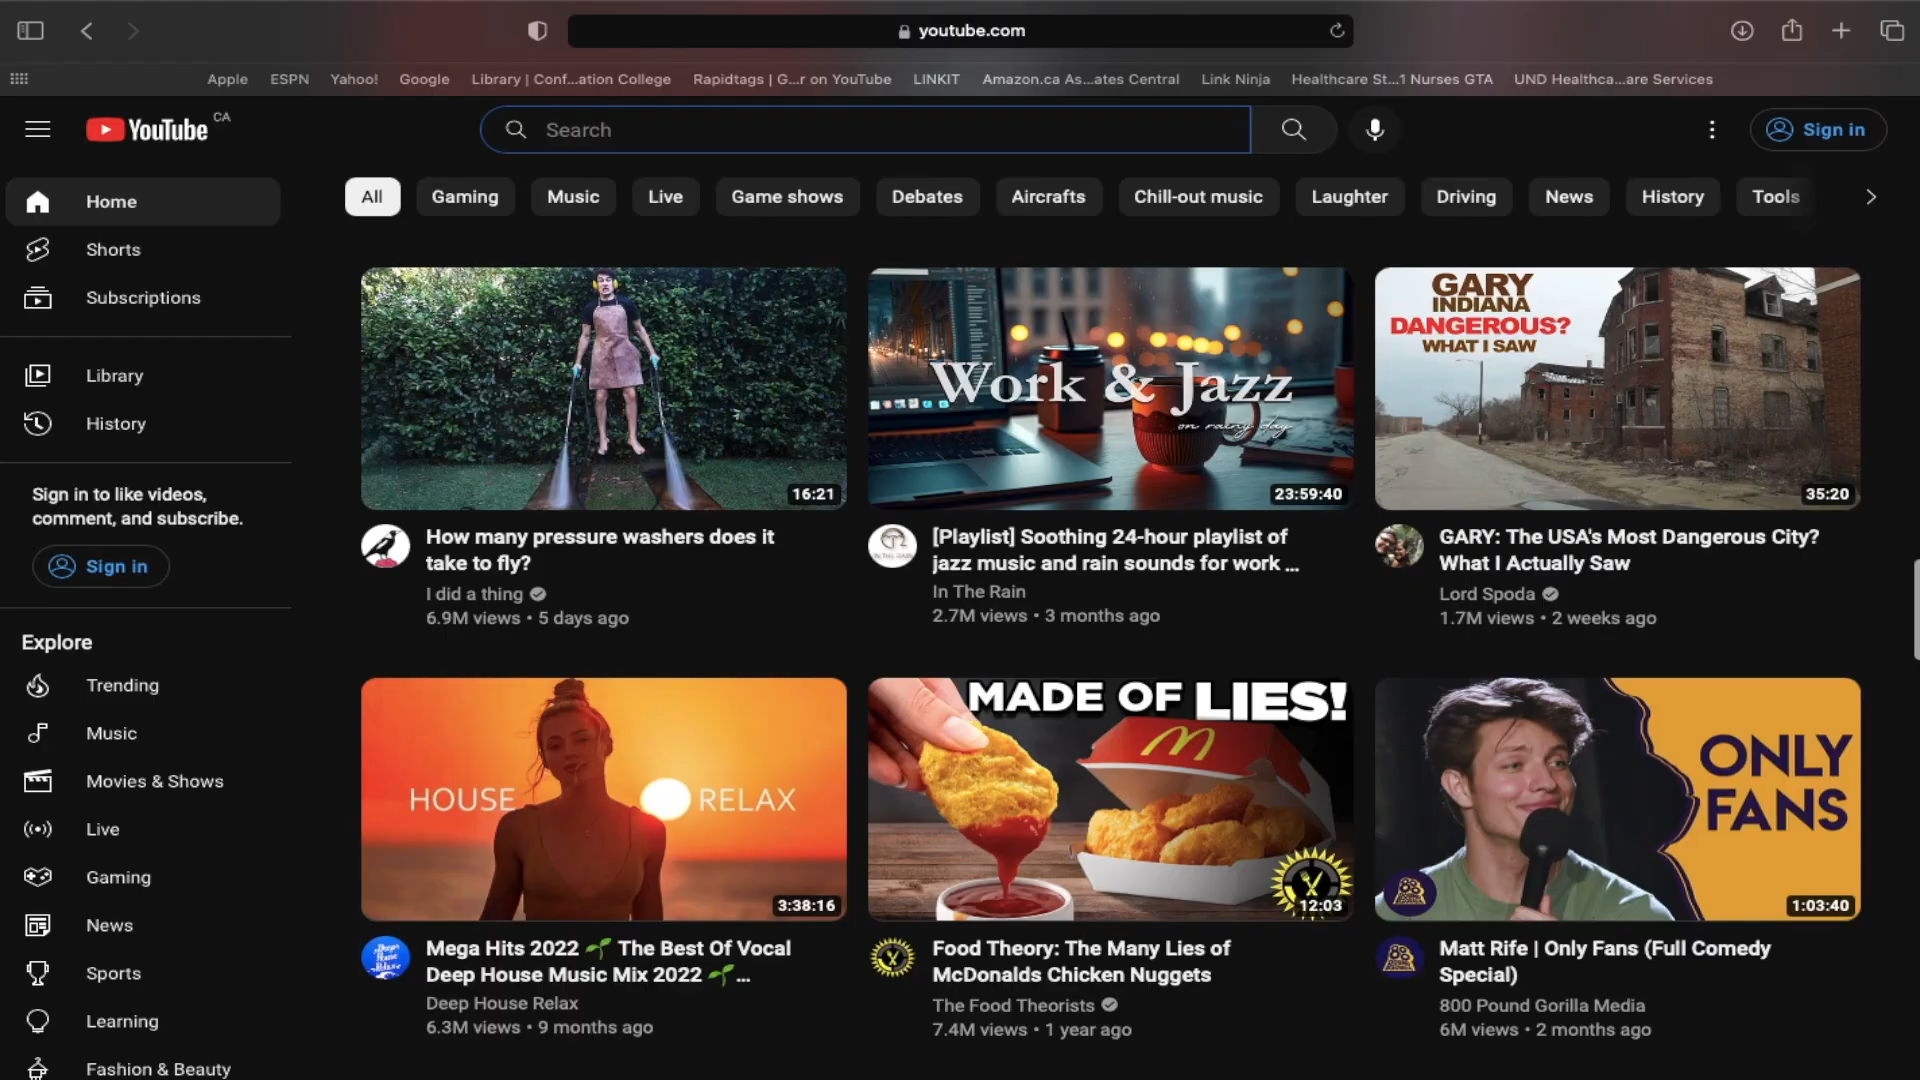 youtube.com
Apple
ESPN
Yahoo!
Google
Library | Conf...ation College
Rapidtags | G...r on YouTube
LINKIT
Amazon.ca As...ates Central
Link Ninja
Healthcare St...1 Nurses GTA
UND Healthca...are Services
YouTube CA
Search
Sign in
Home
Shorts
Subscriptions
Library
History
Sign in to like videos,
comment, and subscribe.
Sign in
Explore
Trending
Music
Movies & Shows
Live
Gaming
News
Sports
Learning
Fashion & Beauty
All
Gaming
Music
Live
Game shows
Debates
Aircrafts
Chill-out music
Laughter
Driving
News
History
Tools
16:21
How many pressure washers does it
take to fly?
I did a thing
6.9M views • 5 days ago
Work & Jazz
on rainy day
23:59:40
[Playlist] Soothing 24-hour playlist of
jazz music and rain sounds for work ...
In The Rain
2.7M views • 3 months ago
GARY
INDIANA
DANGEROUS?
WHAT I SAW
35:20
GARY: The USA's Most Dangerous City?
What I Actually Saw
Lord Spoda
1.7M views • 2 weeks ago
HOUSE RELAX
3:38:16
Deep
House
Relax
Mega Hits 2022 🌱 The Best Of Vocal
Deep House Music Mix 2022 🌱...
Deep House Relax
6.3M views • 9 months ago
MADE OF LIES!
12:03
Food Theory: The Many Lies of
McDonalds Chicken Nuggets
The Food Theorists
7.4M views • 1 year ago
ONLY
FANS
1:03:40
Matt Rife | Only Fans (Full Comedy
Special)
800 Pound Gorilla Media
6M views • 2 months ago